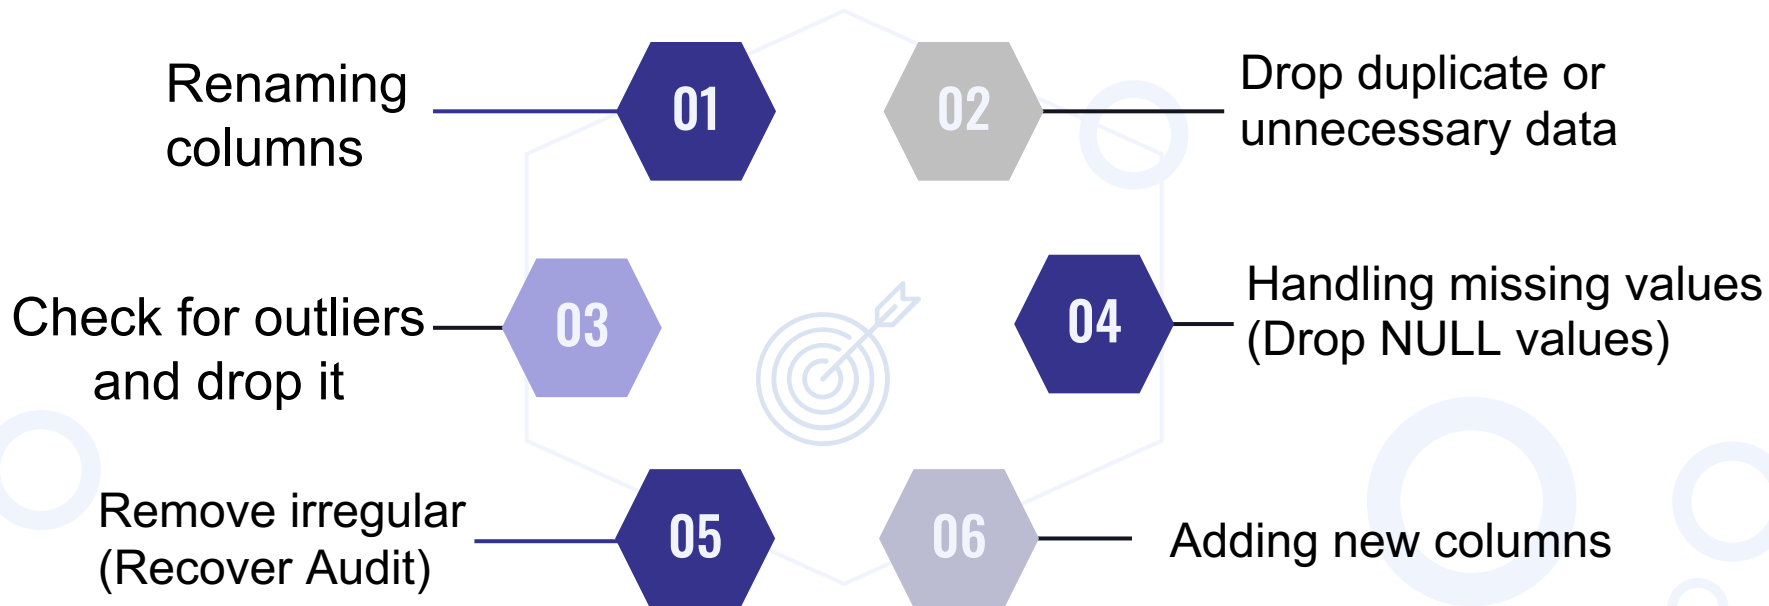 01
Renaming
columns
02
Drop duplicate or
unnecessary data
03
Check for outliers
and drop it
04
Handling missing values
(Drop NULL values)
05
Remove irregular
(Recover Audit)
06
Adding new columns